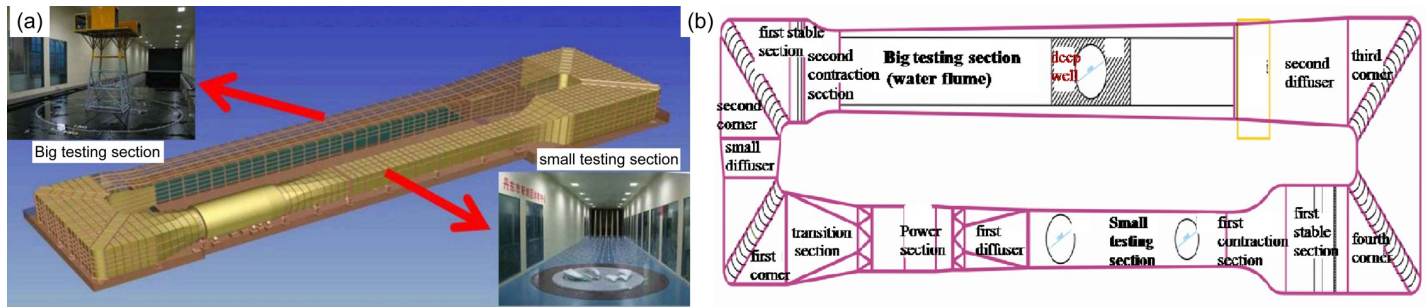 (a)
Big testing section
small testing section
(b)
first stable
section
second
contraction
section
Big testing section
(water flume)
deep
well
second
diffuser
third
corner
second
corner
small
diffuser
first
corner
transition
section
Power
section
first
diffuser
Small
testing
section
first
contraction
section
first
stable
section
fourth
corner